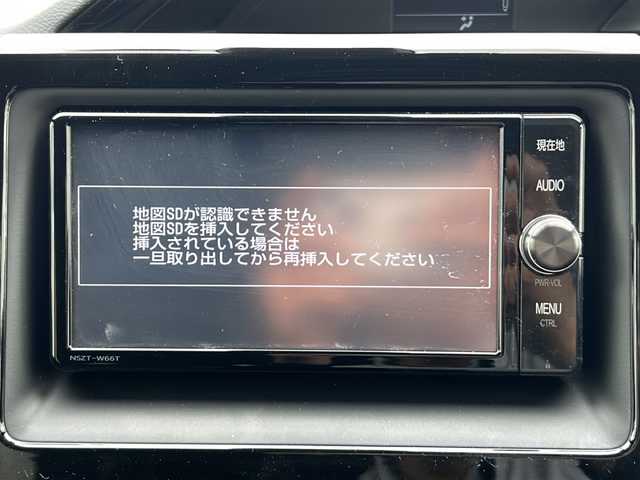 地図SDが認識できません
地図SDを挿入してください
挿入されている場合は
一旦取り出してから再挿入してください
現在地
AUDIO
PWR-VOL
MENU
CTRL
NSZT-W66T